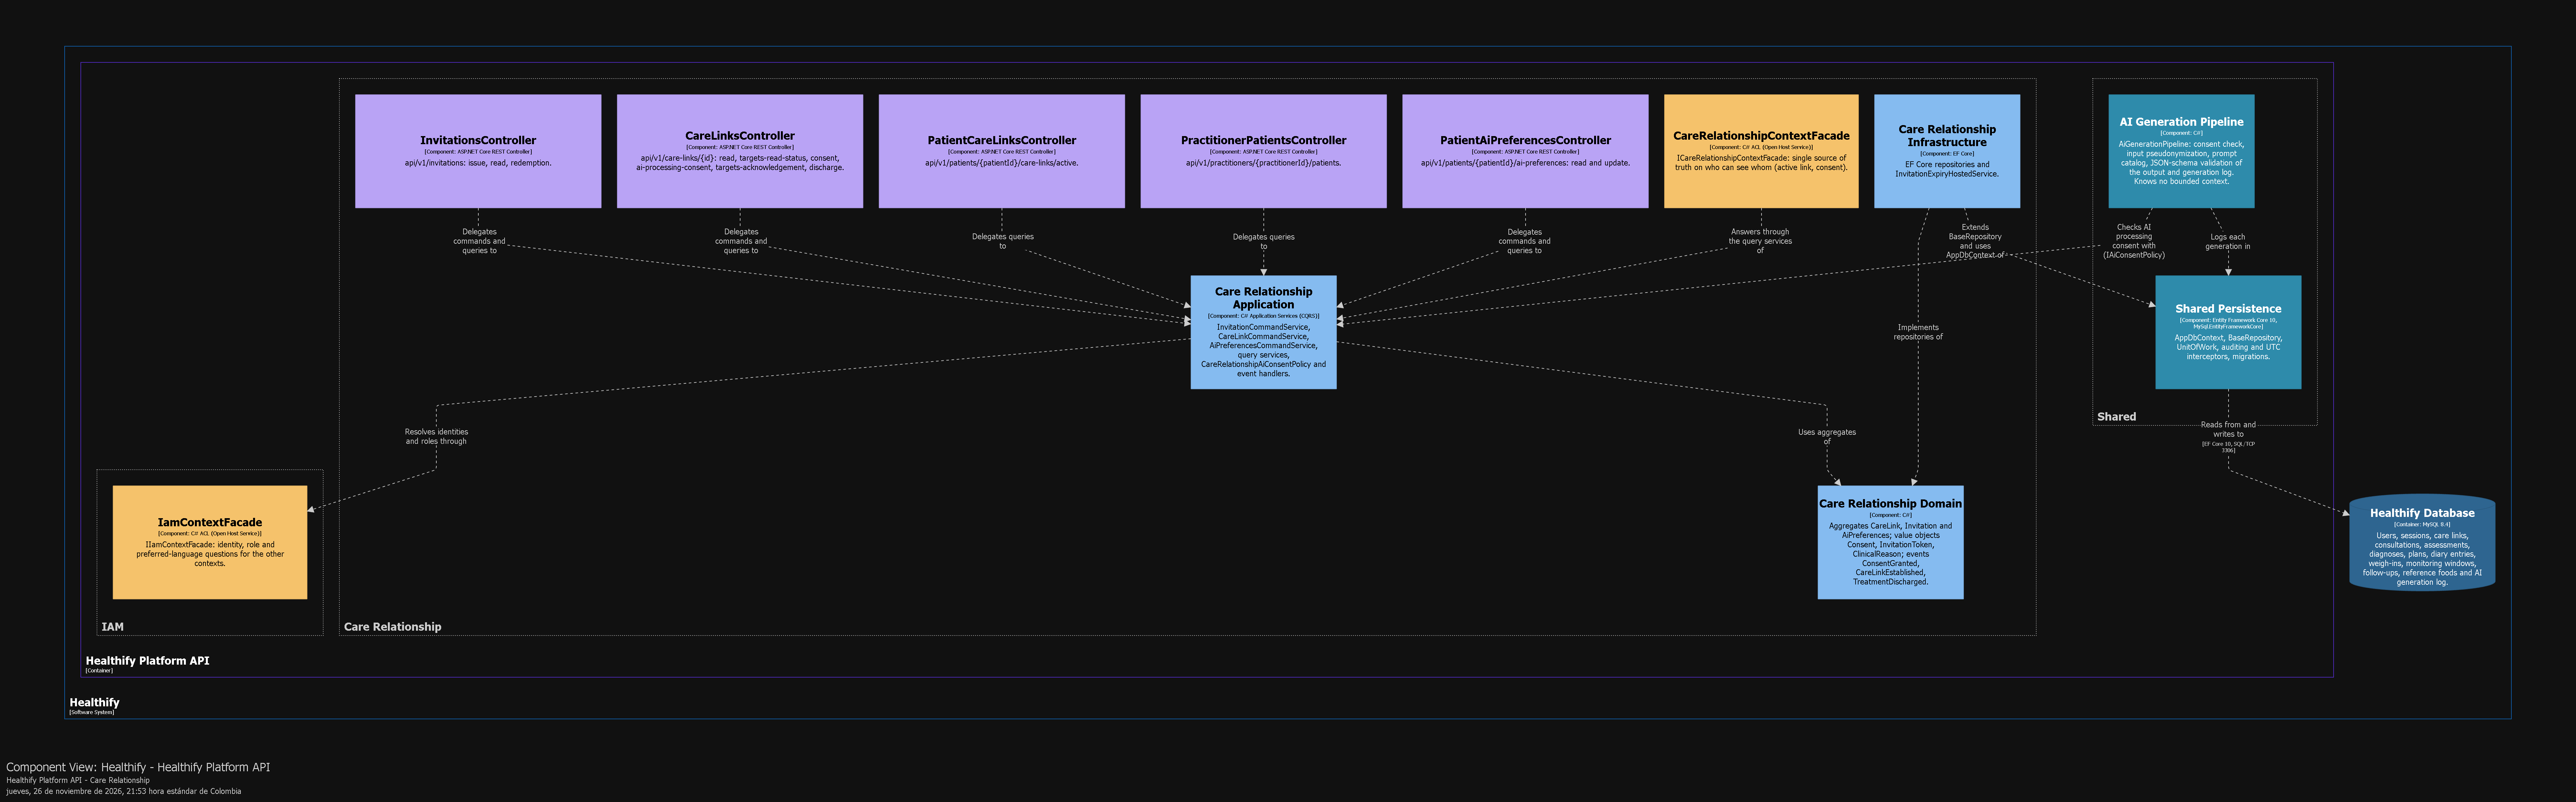 InvitationsController
[Component: ASP.NET Core REST Controller]
api/v1/invitations: issue, read, redemption.
CareLinksController
[Component: ASP.NET Core REST Controller]
api/v1/care-links/{id}: read, targets-read-status, consent,
ai-processing-consent, targets-acknowledgement, discharge.
PatientCareLinksController
[Component: ASP.NET Core REST Controller]
api/v1/patients/{patientId}/care-links/active.
PractitionerPatientsController
[Component: ASP.NET Core REST Controller]
api/v1/practitioners/{practitionerId}/patients.
PatientAiPreferencesController
[Component: ASP.NET Core REST Controller]
api/v1/patients/{patientId}/ai-preferences: read and update.
CareRelationshipContextFacade
[Component: C# ACL (Open Host Service)]
ICareRelationshipContextFacade: single source of
truth on who can see whom (active link, consent).
Care Relationship
Infrastructure
[Component: EF Core]
EF Core repositories and
InvitationExpiryHostedService.
AI Generation Pipeline
[Component: C#]
AiGenerationPipeline: consent check,
input pseudonymization, prompt
catalog, JSON-schema validation of
the output and generation log.
Knows no bounded context.
Delegates
commands and
queries to
Delegates
commands and
queries to
Delegates queries
to
Delegates queries
to
Delegates
commands and
queries to
Answers through
the query services
of
Extends
BaseRepository
and uses
AppDbContext of
Checks AI
processing
consent with
(IAiConsentPolicy)
Logs each
generation in
Care Relationship
Application
[Component: C# Application Services (CQRS)]
InvitationCommandService,
CareLinkCommandService,
AiPreferencesCommandService,
query services,
CareRelationshipAiConsentPolicy and
event handlers.
Implements
repositories of
Shared Persistence
[Component: Entity Framework Core 10,
MySql.EntityFrameworkCore]
AppDbContext, BaseRepository,
UnitOfWork, auditing and UTC
interceptors, migrations.
Shared
Resolves identities
and roles through
Uses aggregates
of
Reads from and
writes to
[EF Core 10, SQL/TCP
3306]
IamContextFacade
[Component: C# ACL (Open Host Service)]
IIamContextFacade: identity, role and
preferred-language questions for the other
contexts.
IAM
Care Relationship Domain
[Component: C#]
Aggregates CareLink, Invitation and
AiPreferences; value objects
Consent, InvitationToken,
ClinicalReason; events
ConsentGranted,
CareLinkEstablished,
TreatmentDischarged.
Care Relationship
Healthify Database
[Container: MySQL 8.4]
Users, sessions, care links,
consultations, assessments,
diagnoses, plans, diary entries,
weigh-ins, monitoring windows,
follow-ups, reference foods and AI
generation log.
Healthify Platform API
[Container]
Healthify
[Software System]
Component View: Healthify - Healthify Platform API
Healthify Platform API - Care Relationship
jueves, 26 de noviembre de 2026, 21:53 hora estándar de Colombia